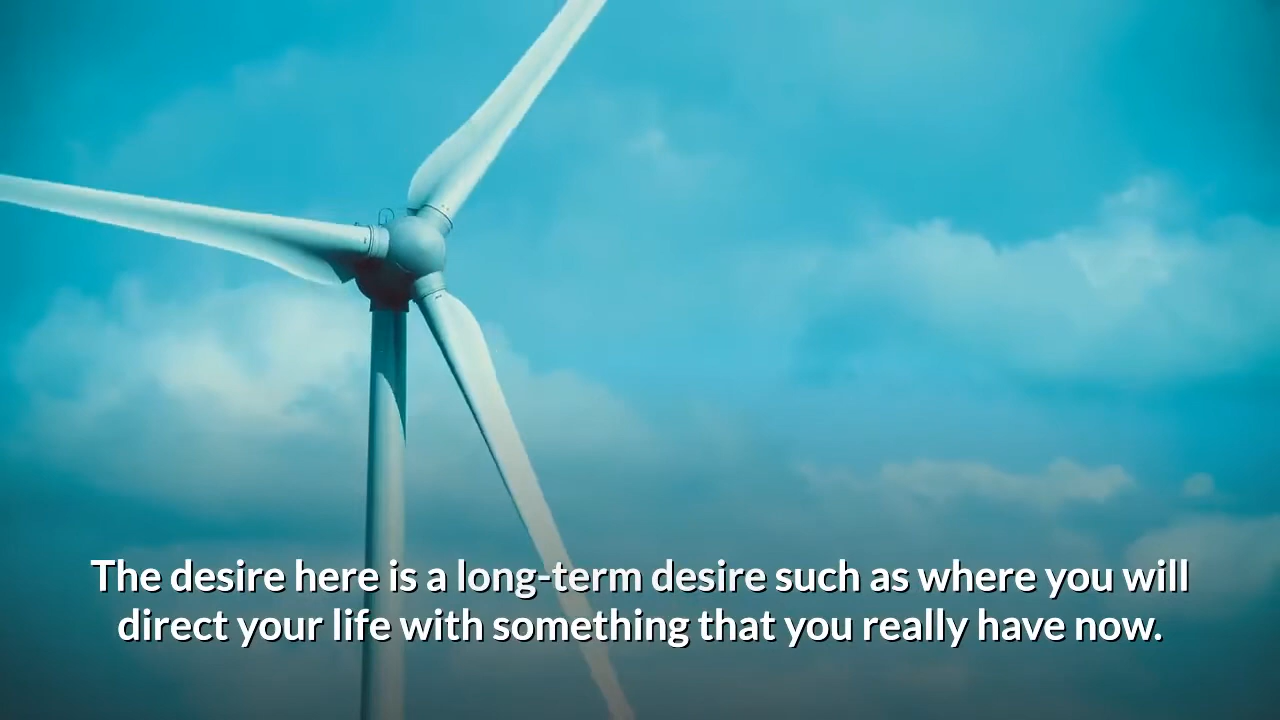 The desire here is a long-term desire such as where you will
direct your life with something that you really have now.